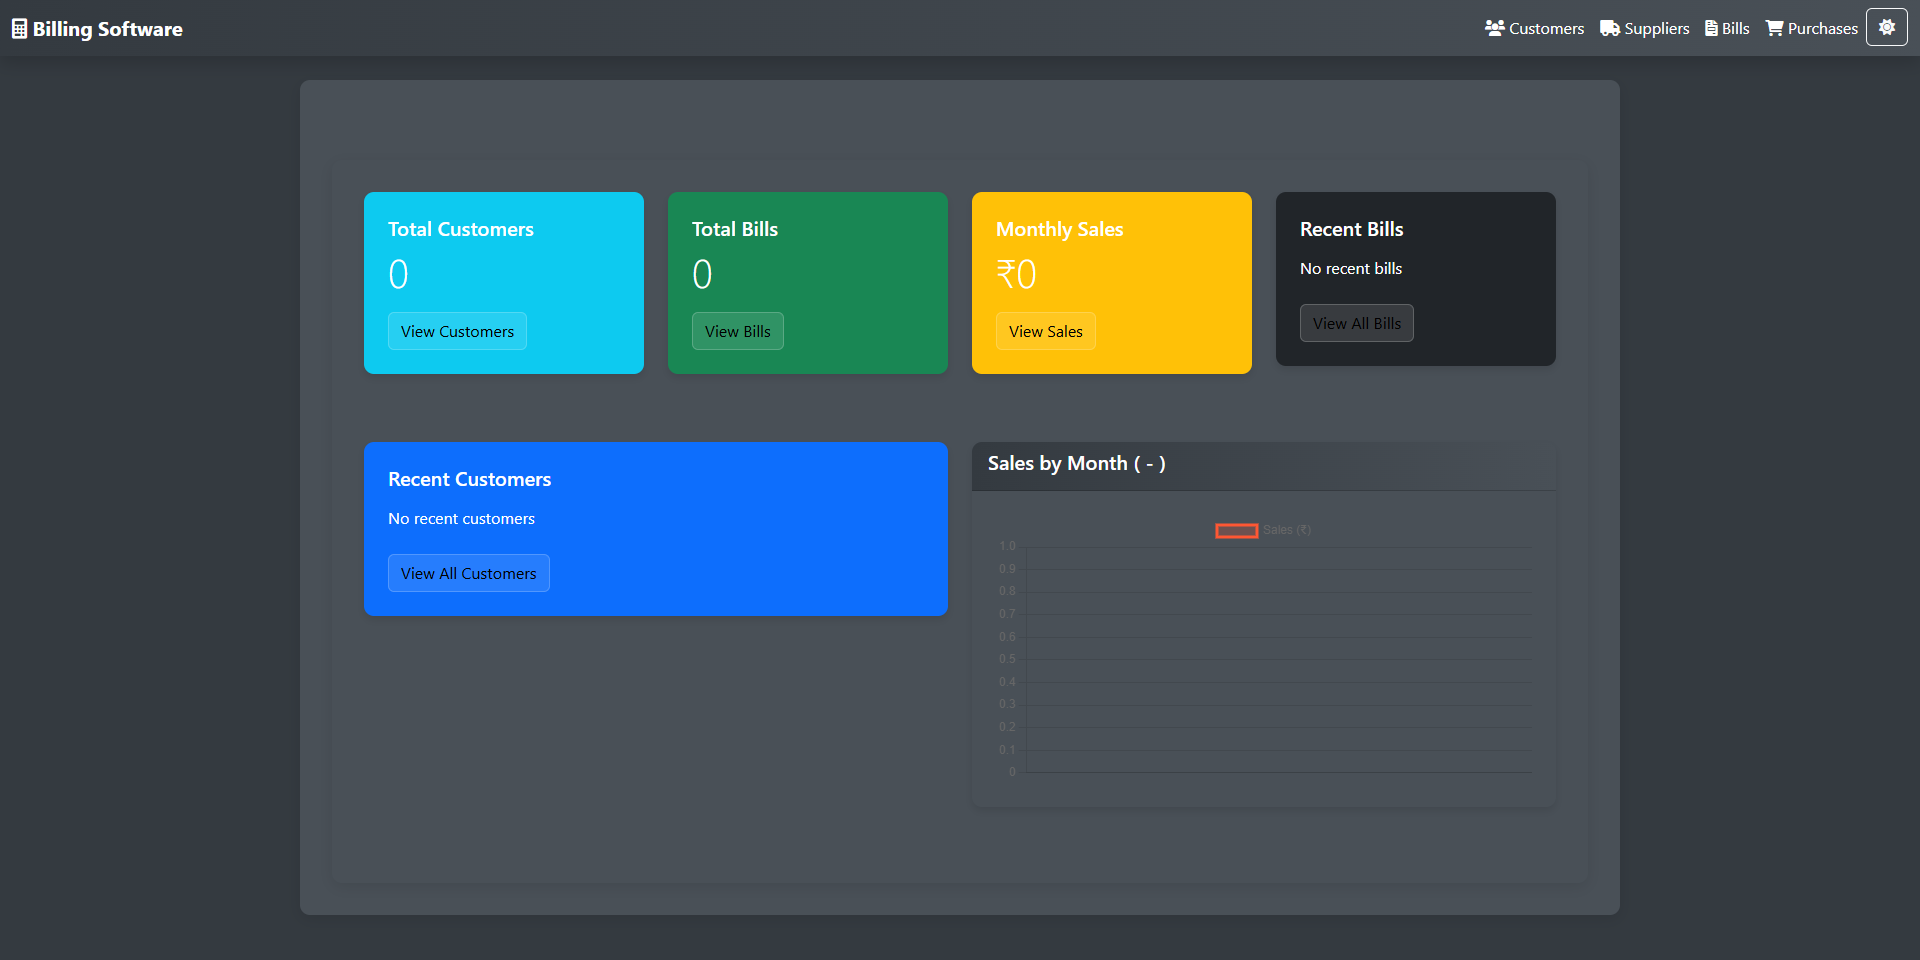 Billing Software
Customers
Suppliers
Bills
Purchases
Total Customers
0
View Customers
Total Bills
0
View Bills
Monthly Sales
₹0
View Sales
Recent Bills
No recent bills
View All Bills
Recent Customers
No recent customers
View All Customers
Sales by Month ( - )
Sales (₹)
1.0
0.9
0.8
0.7
0.6
0.5
0.4
0.3
0.2
0.1
0